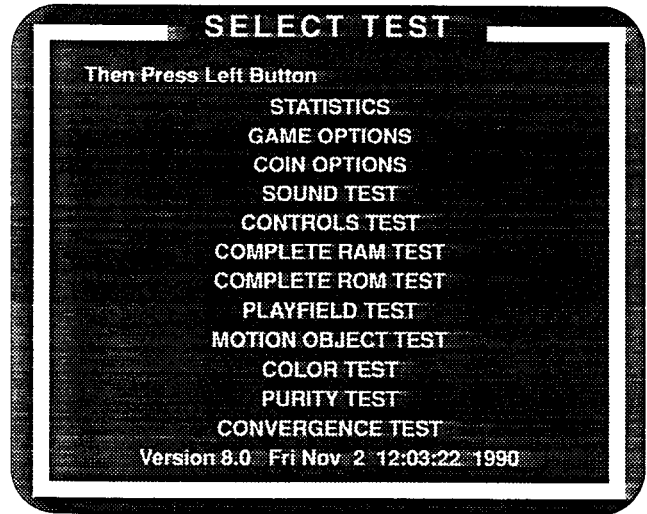 SELECT TEST
Then Press Left Button
STATISTICS
GAME OPTIONS
COIN OPTIONS
SOUND TEST
CONTROLS TEST
COMPLETE RAM TEST
COMPLETE ROM TEST
PLAYFIELD TEST
MOTION OBJECT TEST
COLOR TEST
PURITY TEST
CONVERGENCE TEST
Version 8.0 Fri Nov 2 12:03:22 1990